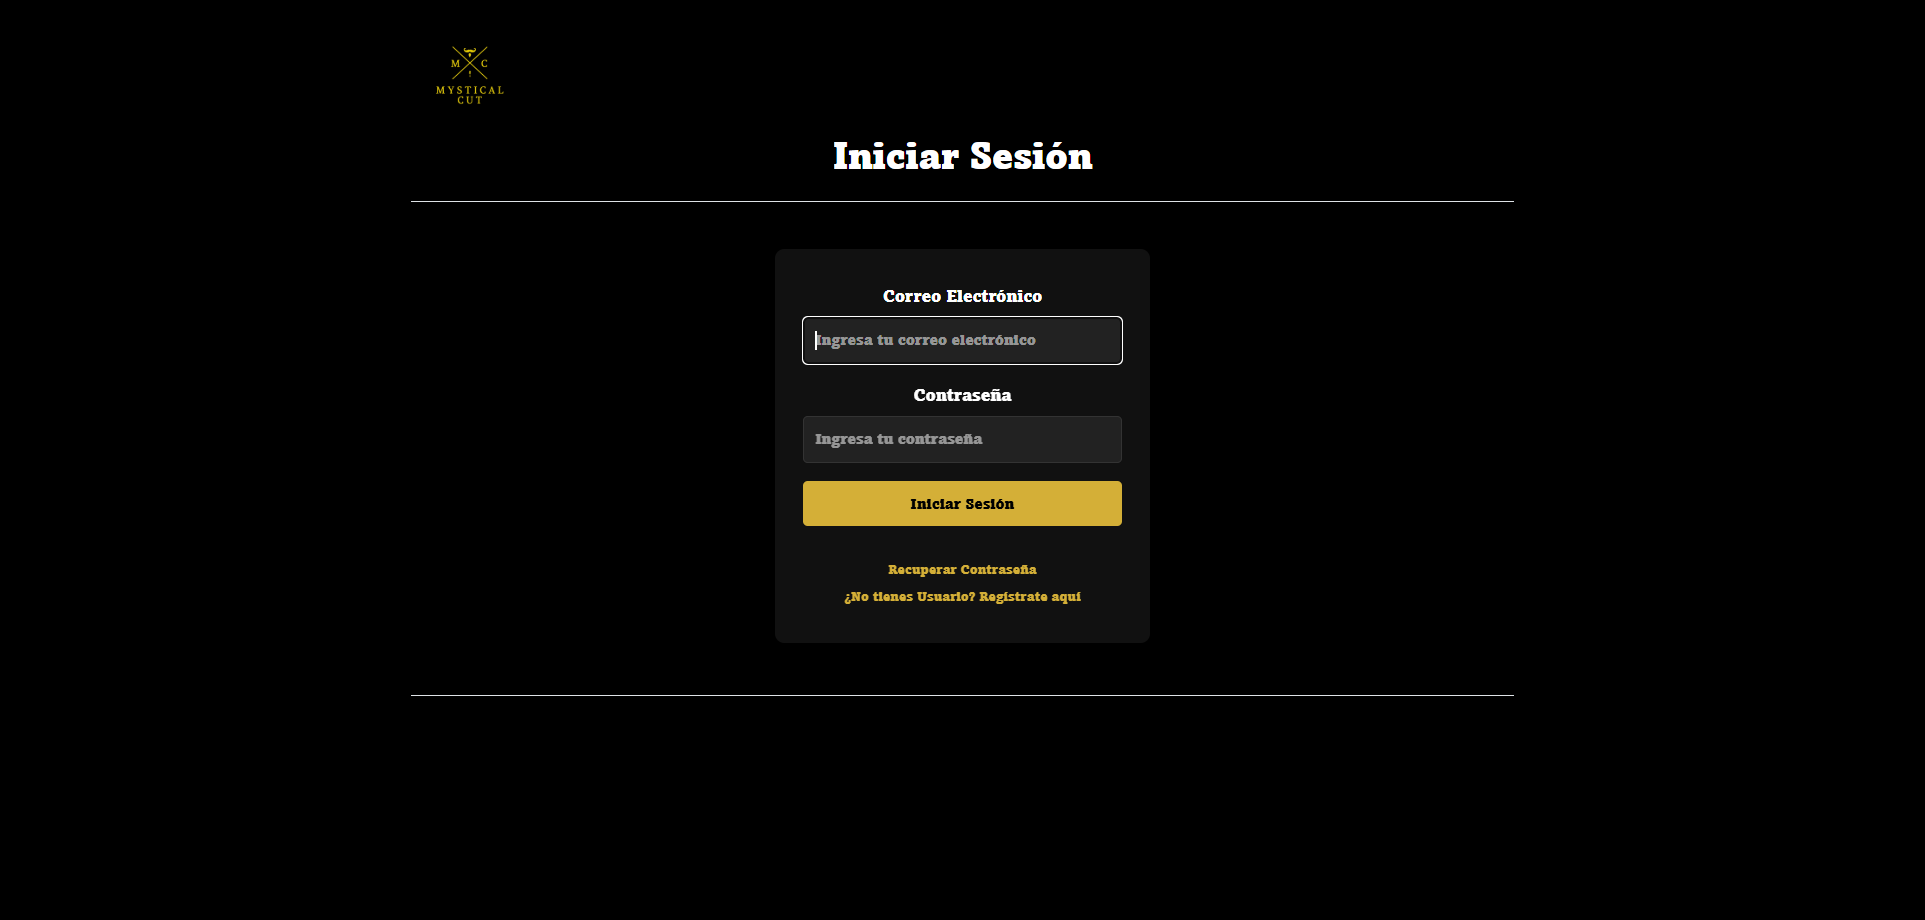 M C
MYSTICAL
CUT
Iniciar Sesión
Correo Electrónico
Ingresa tu correo electrónico
Contraseña
Ingresa tu contraseña
Iniciar Sesión
Recuperar Contraseña
¿No tienes Usuario? Regístrate aquí